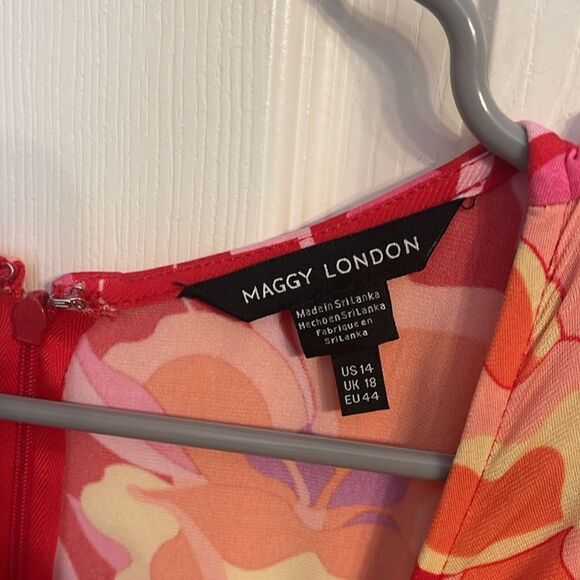 MAGGY LONDON
Made in Sri Lanka
Hecho en Sri Lanka
Fabrique en
Sri Lanka
US 14
UK 18
EU 44